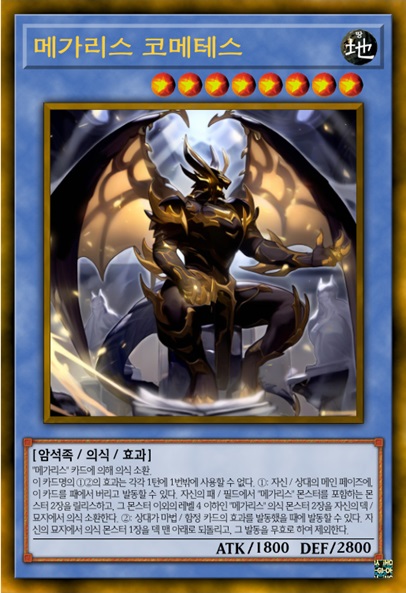 메가리스 코메테스
땅
地
[암석족 / 의식 / 효과]
"메가리스" 카드에 의해 의식 소환.
이 카드명의 ①②의 효과는 각각 1턴에 1번밖에 사용할 수 없다. ①: 자신 / 상대의 메인 페이즈에,
이 카드를 패에서 버리고 발동할 수 있다. 자신의 패 / 필드에서 "메가리스" 몬스터를 포함하는 몬
스터 2장을 릴리스하고, 그 몬스터 이외의 레벨 4 이하인 "메가리스" 의식 몬스터 2장을 자신의 덱 /
묘지에서 의식 소환한다. ②: 상대가 마법 / 함정 카드의 효과를 발동했을 때에 발동할 수 있다. 자
신의 묘지에서 의식 몬스터 1장을 덱 맨 아래로 되돌리고, 그 발동을 무효로 하여 제외한다.
ATK/1800 DEF/2800